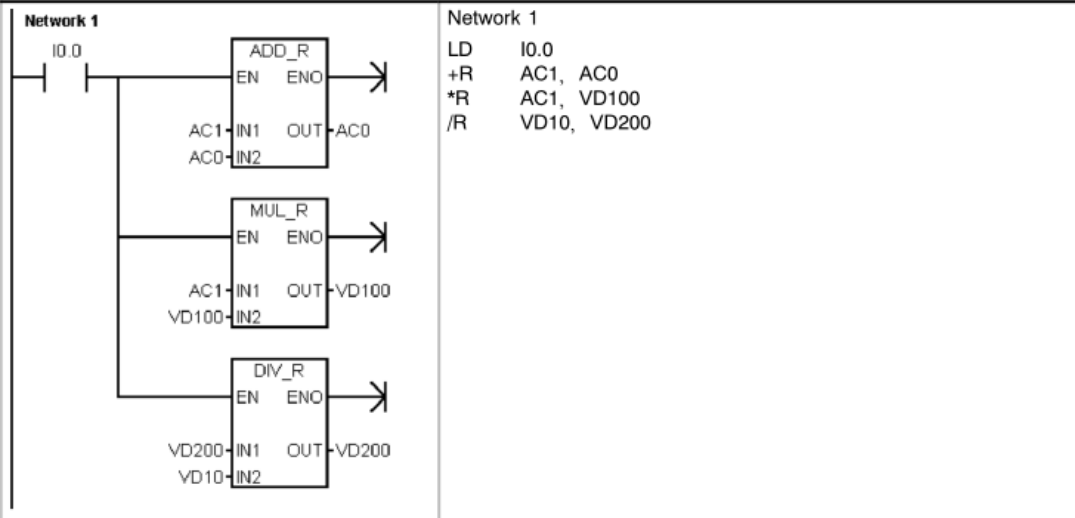 Network 1
I0.0
ADD_R
EN ENO
AC1 IN1 OUT AC0
AC0 IN2
MUL_R
EN ENO
AC1 IN1 OUT VD100
VD100 IN2
DIV_R
EN ENO
VD200 IN1 OUT VD200
VD10 IN2
Network 1
LD I0.0
+R AC1, AC0
*R AC1, VD100
/R VD10, VD200